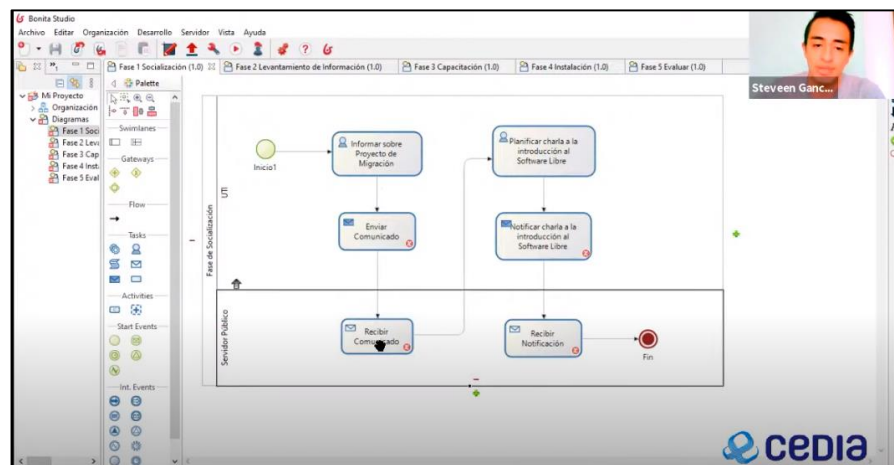 Bonita Studio
Archivo Editar Organización Desarrollo Servidor Vista Ayuda
Fase 1 Socialización (1.0)
Fase 2 Levantamiento de Información (1.0)
Fase 3 Capacitación (1.0)
Fase 4 Instalación (1.0)
Fase 5 Evaluar (1.0)
Steveen Ganc...
Mi Proyecto
Organización
Diagramas
Fase 1 Soci
Fase 2 Leva
Fase 3 Cap
Fase 4 Inst
Fase 5 Eval
Palette
Swimlanes
Gateways
Flow
Tasks
Activities
Start Events
Int. Events
Fase de Socialización
UTI
Inicio1
Informar sobre
Proyecto de
Migración
Enviar
Comunicado
Planificar charla a la
introducción al
Software Libre
Notificar charla a la
introducción al
Software Libre
Servidor Público
Recibir
Comunicado
Recibir
Notificación
Fin
CEDIA